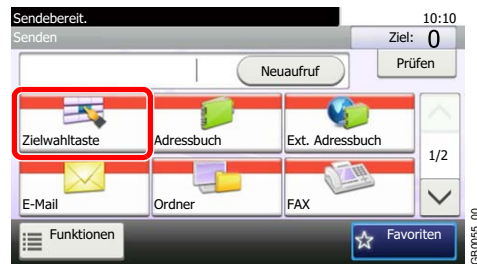 Sendebereit. 10:10
Senden Ziel: 0
Neuaufruf Prüfen
Zielwahltaste Adressbuch Ext. Adressbuch
1/2
E-Mail Ordner FAX
Funktionen Favoriten
GB0055_00